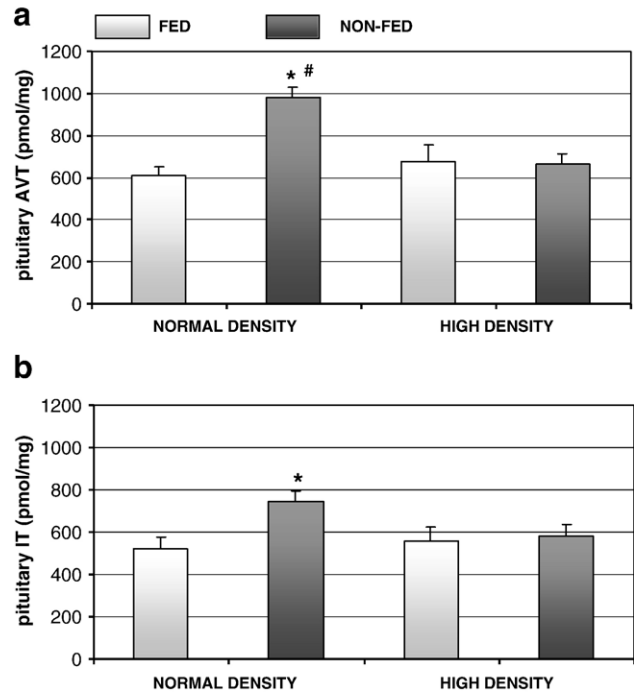 a
FED NON-FED
1200
1000
800
600
400
200
0
pituitary AVT (pmol/mg)
* #
NORMAL DENSITY HIGH DENSITY
b
1200
1000
800
600
400
200
0
pituitary IT (pmol/mg)
*
NORMAL DENSITY HIGH DENSITY